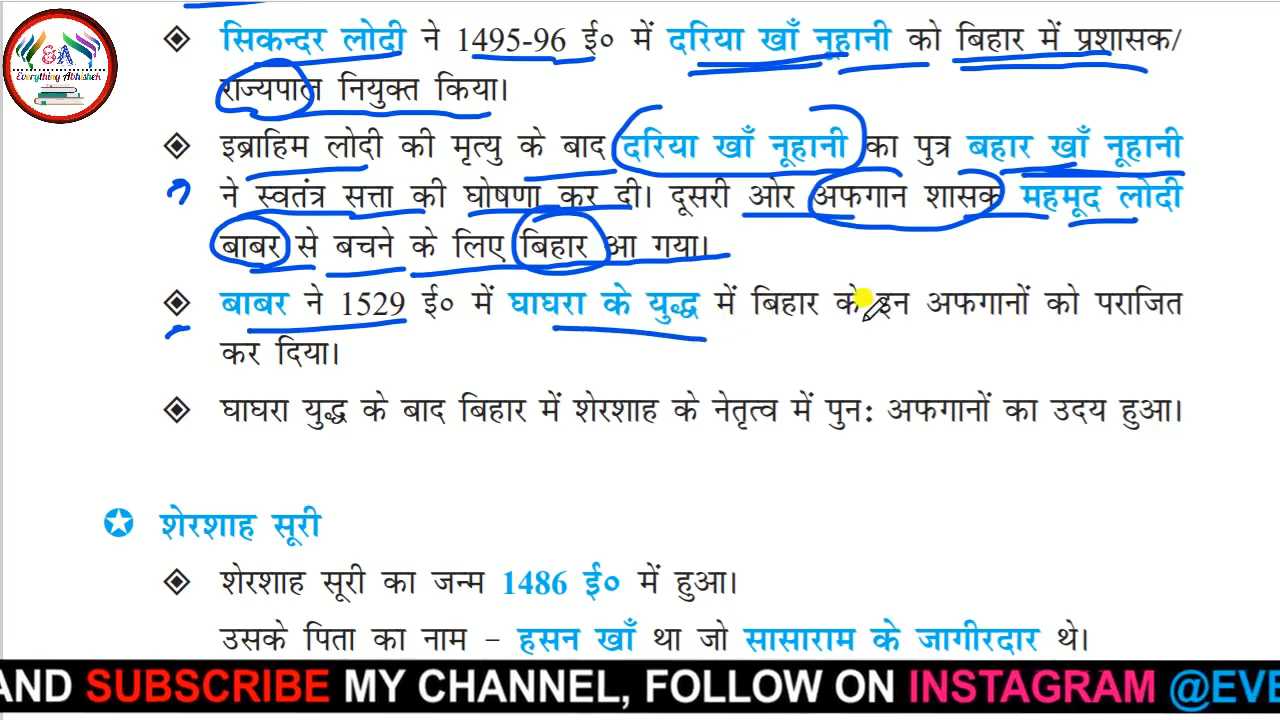 &A
Everything Abhishek
सिकन्दर लोदी ने 1495-96 ई० में दरिया खाँ नूहानी को बिहार में प्रशासक/
राज्यपाल नियुक्त किया।
इब्राहिम लोदी की मृत्यु के बाद दरिया खाँ नूहानी का पुत्र बहार खाँ नूहानी
ने स्वतंत्र सत्ता की घोषणा कर दी। दूसरी ओर अफगान शासक महमूद लोदी
बाबर से बचने के लिए बिहार आ गया।
बाबर ने 1529 ई० में घाघरा के युद्ध में बिहार के इन अफगानों को पराजित
कर दिया।
घाघरा युद्ध के बाद बिहार में शेरशाह के नेतृत्व में पुन: अफगानों का उदय हुआ।
शेरशाह सूरी
शेरशाह सूरी का जन्म 1486 ई० में हुआ।
उसके पिता का नाम – हसन खाँ था जो सासाराम के जागीरदार थे।
AND SUBSCRIBE MY CHANNEL, FOLLOW ON INSTAGRAM @EVE